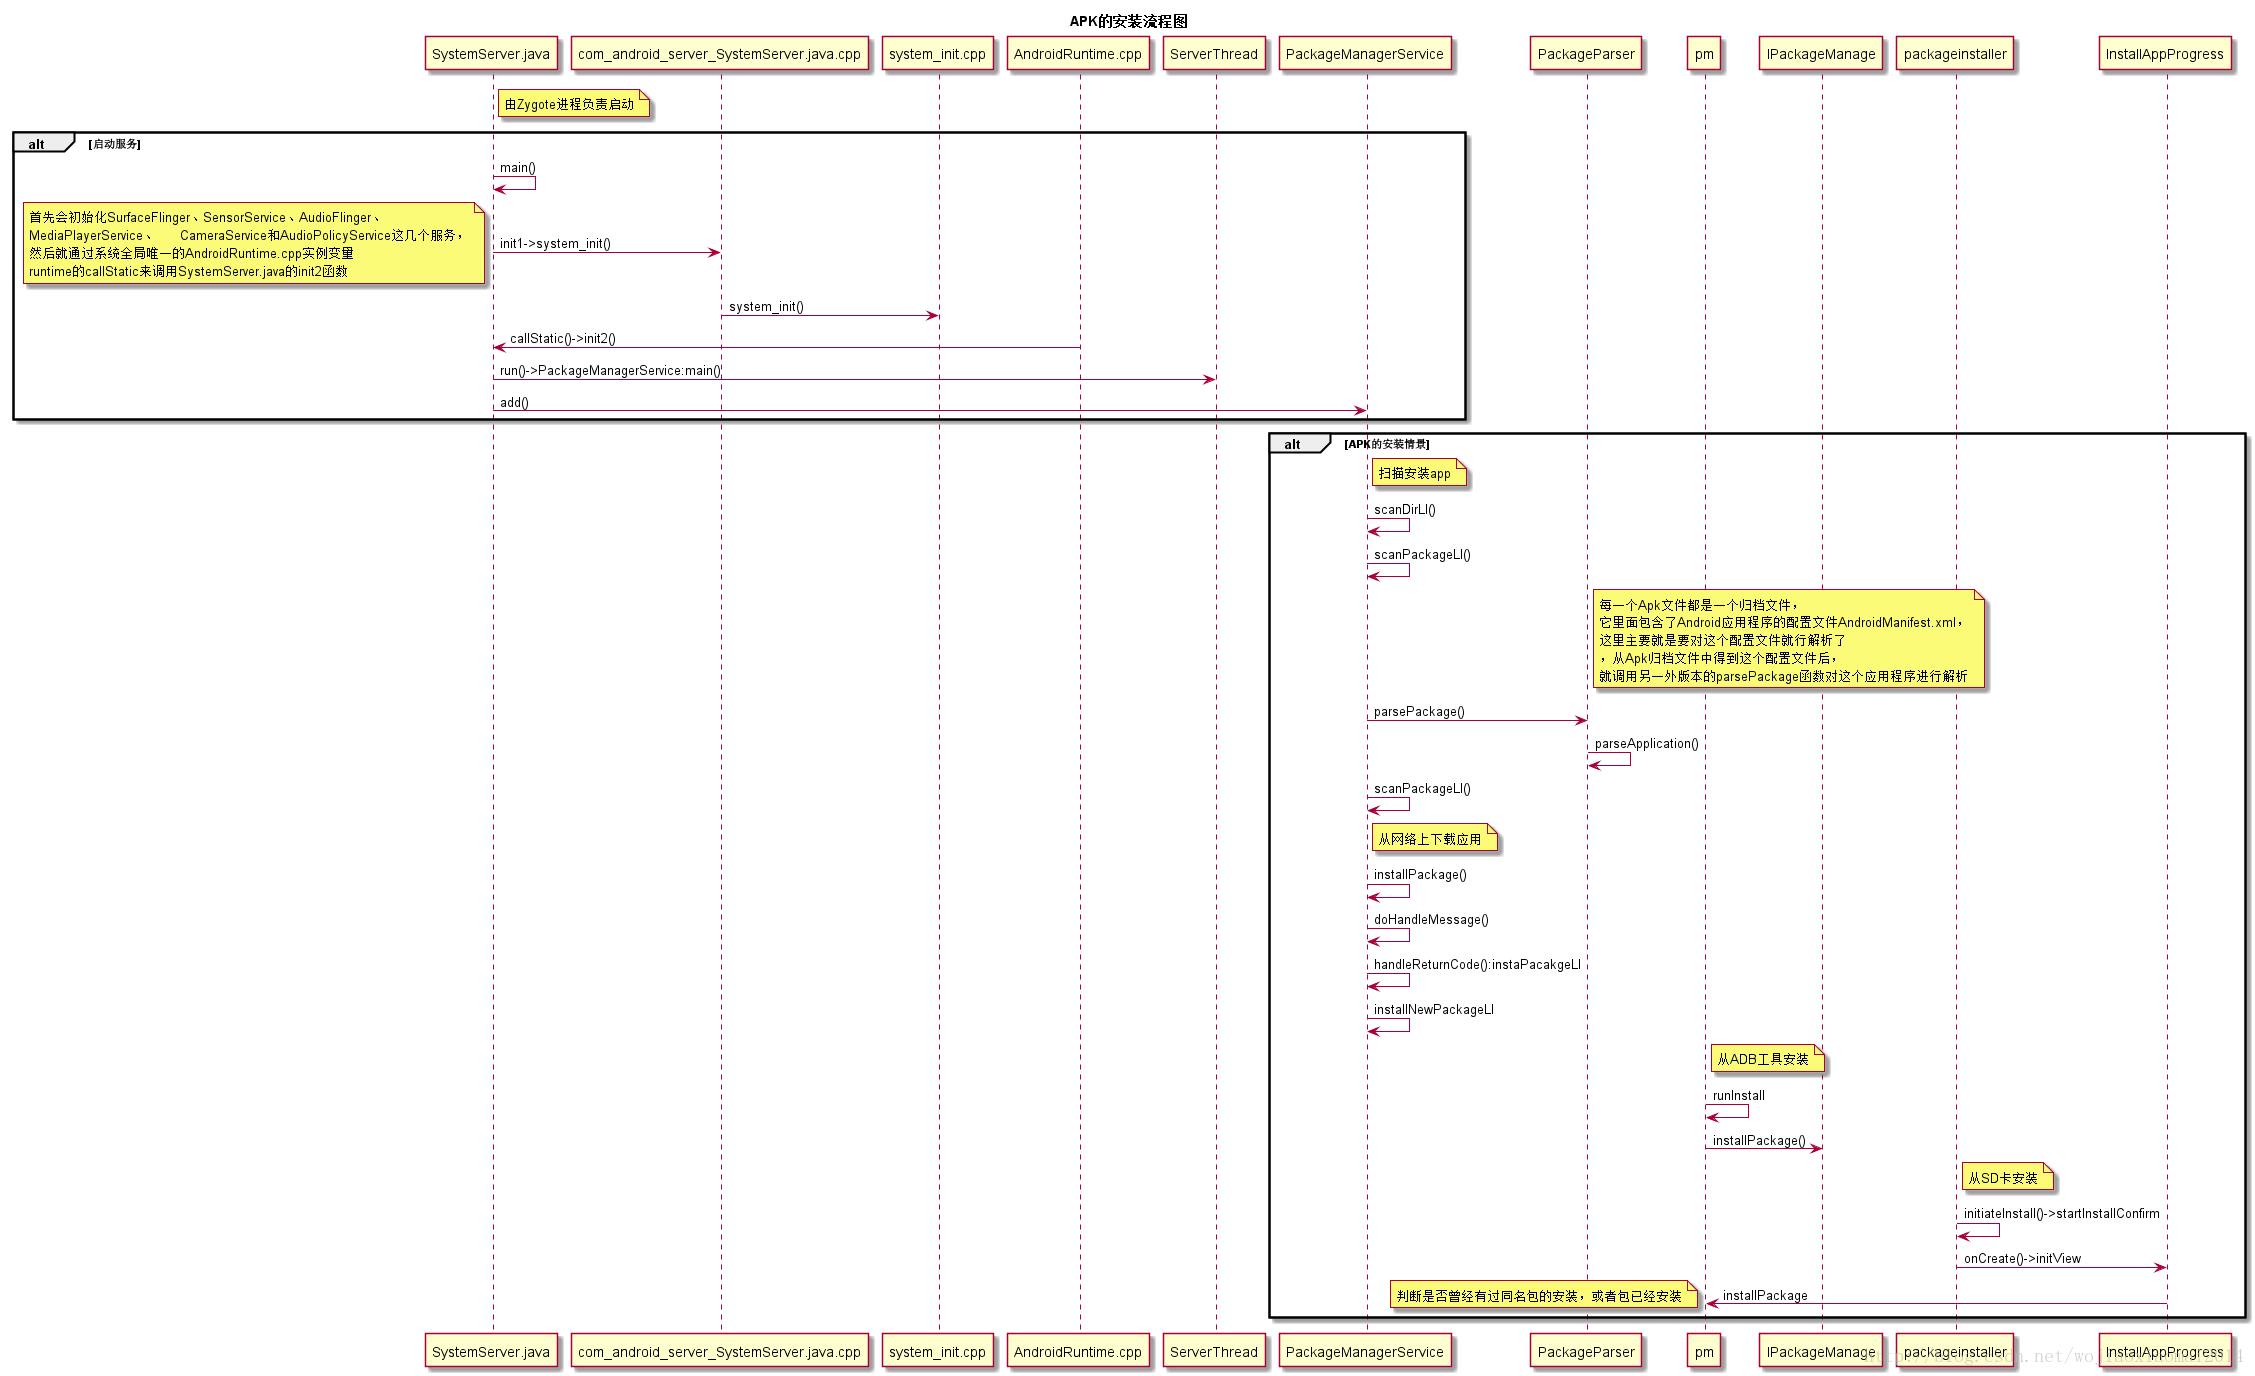 APK的安装流程图
SystemServer.java
com_android_server_SystemServer.java.cpp
system_init.cpp
AndroidRuntime.cpp
ServerThread
PackageManagerService
PackageParser
pm
IPackageManage
packageinstaller
InstallAppProgress
由Zygote进程负责启动
alt [启动服务]
main()
首先会初始化SurfaceFlinger、SensorService、AudioFlinger、
MediaPlayerService、 CameraService和AudioPolicyService这几个服务,
然后就通过系统全局唯一的AndroidRuntime.cpp实例变量
runtime的callStatic来调用SystemServer.java的init2函数
init1->system_init()
system_init()
callStatic()->init2()
run()->PackageManagerService:main()
add()
alt [APK的安装情景]
扫描安装app
scanDirLI()
scanPackageLI()
每一个Apk文件都是一个归档文件,
它里面包含了Android应用程序的配置文件AndroidManifest.xml,
这里主要就是要对这个配置文件就行解析了
,从Apk归档文件中得到这个配置文件后,
就调用另一外版本的parsePackage函数对这个应用程序进行解析
parsePackage()
parseApplication()
scanPackageLI()
从网络上下载应用
installPackage()
doHandleMessage()
handleReturnCode():instaPacakgeLI
installNewPackageLI
从ADB工具安装
runInstall
installPackage()
从SD卡安装
initiateInstall()->startInstallConfirm
onCreate()->initView
判断是否曾经有过同名包的安装,或者包已经安装
installPackage
SystemServer.java
com_android_server_SystemServer.java.cpp
system_init.cpp
AndroidRuntime.cpp
ServerThread
PackageManagerService
PackageParser
pm
IPackageManage
packageinstaller
InstallAppProgress